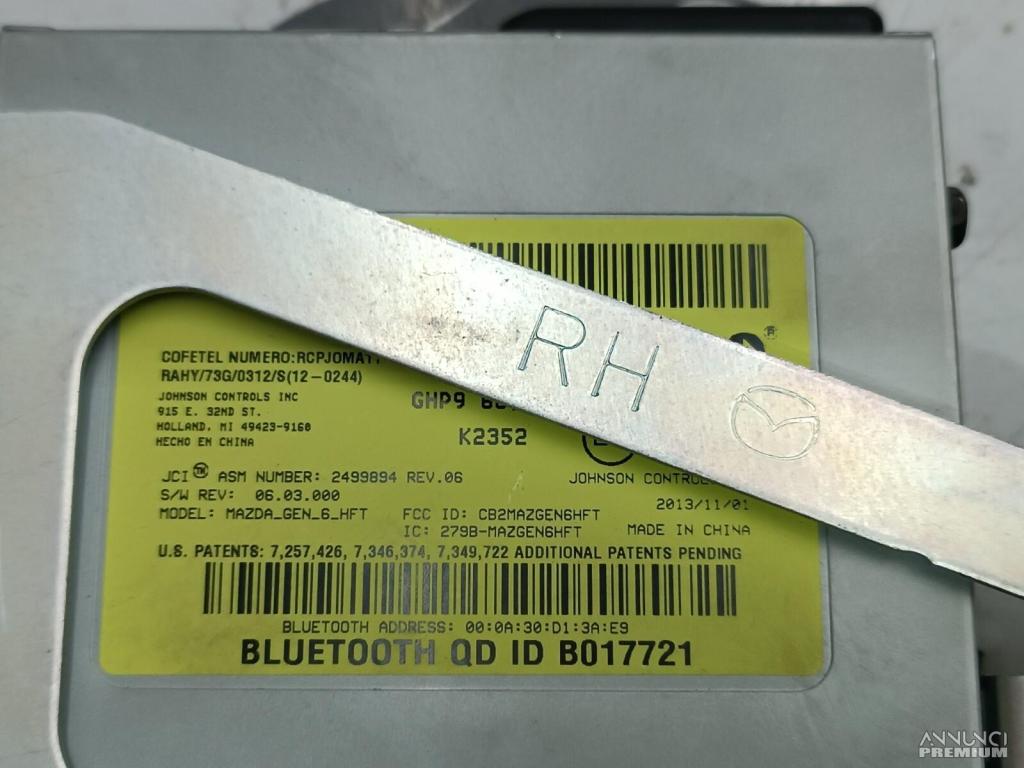 RH
COFETEL NUMERO:RCPJOMA11
RAHY/73G/0312/S(12-0244)
JOHNSON CONTROLS INC
915 E. 32ND ST.
HOLLAND, MI 49423-9160
HECHO EN CHINA
GHP9
K2352
JCI™ ASM NUMBER: 2499894 REV.06
JOHNSON CONTROL
S/W REV: 06.03.000
2013/11/01
MODEL: MAZDA_GEN_6_HFT FCC ID: CB2MAZGEN6HFT
IC: 279B-MAZGEN6HFT MADE IN CHINA
U.S. PATENTS: 7,257,426, 7,346,374, 7,349,722 ADDITIONAL PATENTS PENDING
BLUETOOTH ADDRESS: 00:0A:30:D1:3A:E9
BLUETOOTH QD ID B017721
ANNUNCI
PREMIUM